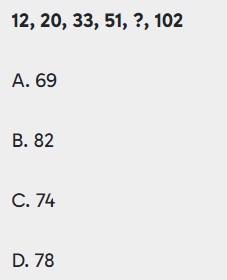 12, 20, 33, 51, ?, 102
A. 69
B. 82
C. 74
D. 78